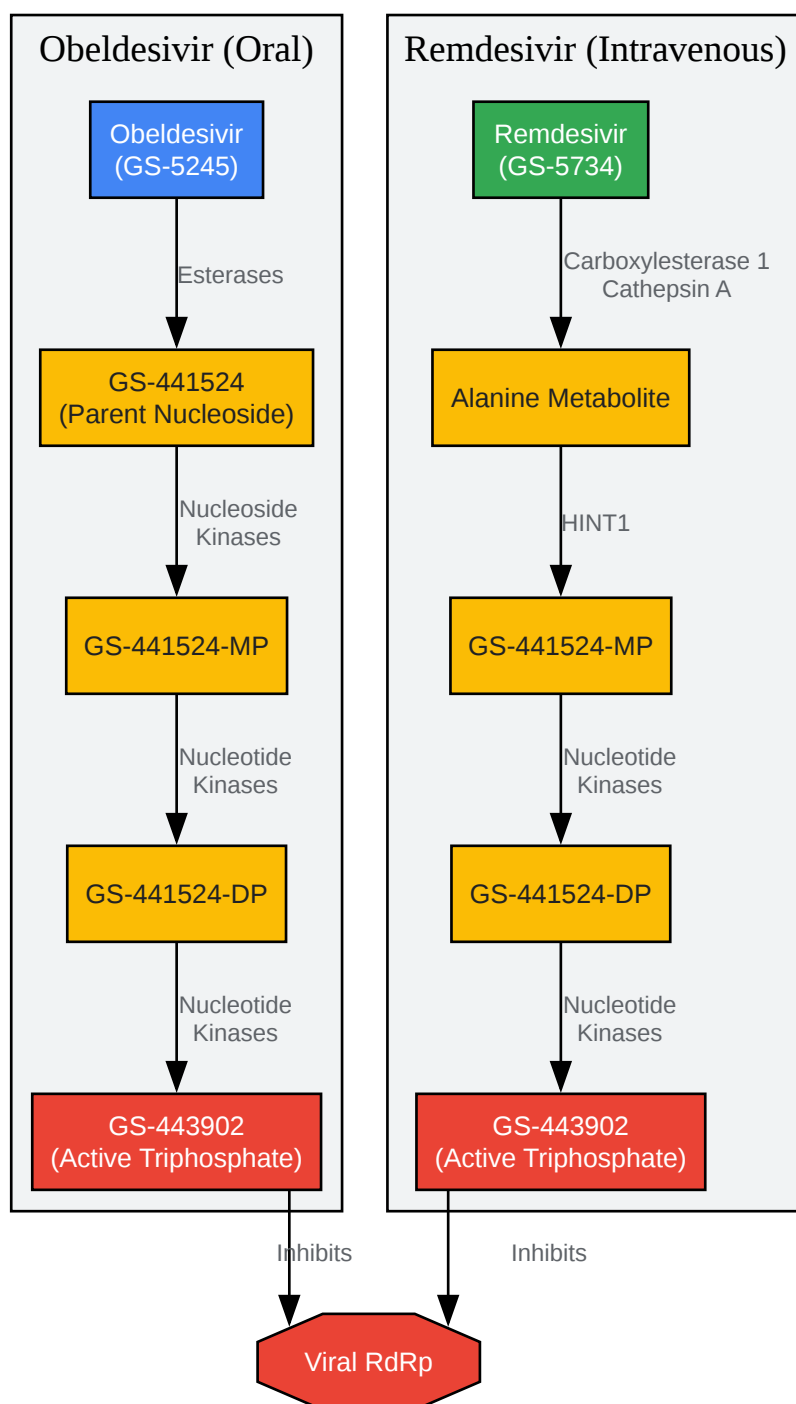 Obeldesivir (Oral)
Obeldesivir
(GS-5245)
Esterases
GS-441524
(Parent Nucleoside)
Nucleoside
Kinases
GS-441524-MP
Nucleotide
Kinases
GS-441524-DP
Nucleotide
Kinases
GS-443902
(Active Triphosphate)
Inhibits
Remdesivir (Intravenous)
Remdesivir
(GS-5734)
Carboxylesterase 1
Cathepsin A
Alanine Metabolite
HINT1
GS-441524-MP
Nucleotide
Kinases
GS-441524-DP
Nucleotide
Kinases
GS-443902
(Active Triphosphate)
Inhibits
Viral RdRp